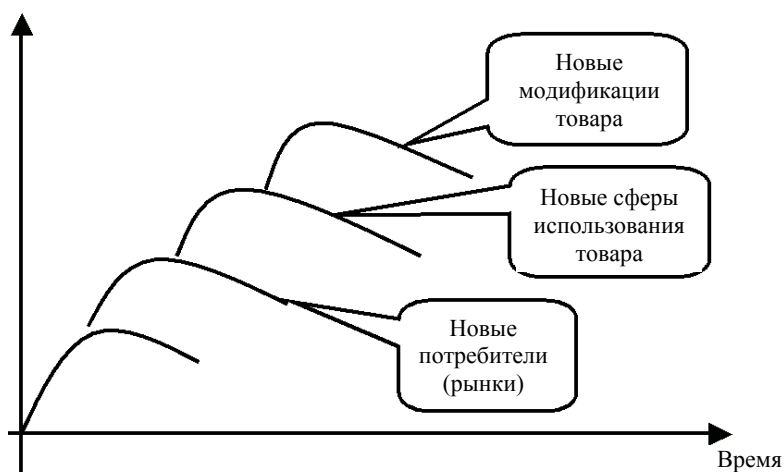 Новые
модификации
товара
Новые сферы
использования
товара
Новые
потребители
(рынки)
Время